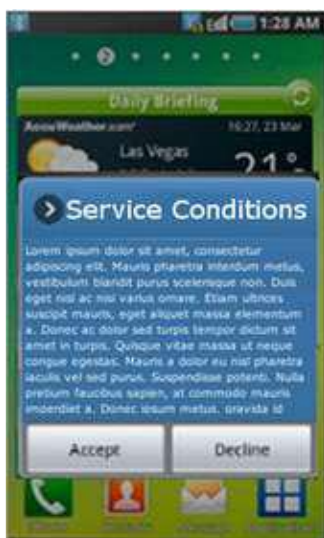 1:28 AM
Daily Briefing
AccuWeather.com
16:27, 23 Mar
Las Vegas
21°
Service Conditions
Lorem ipsum dolor sit amet, consectetur
adipiscing elit. Mauris pharetra interdum metus,
vestibulum blandit purus scelerisque non. Duis
eget nisi ac nisi varius ornare. Etiam ultrices
suscipit mauris, eget aliquet massa elementum
a. Donec ac dolor sed turpis tempor dictum sit
amet in turpis. Quisque vitae massa ut neque
congue egestas. Mauris a dolor eu nisl pharetra
iaculis vel sed purus. Suspendisse potenti. Nulla
pretium faucibus sapien, at commodo mauris
imperdiet a. Donec ipsum metus, gravida id
Accept
Decline